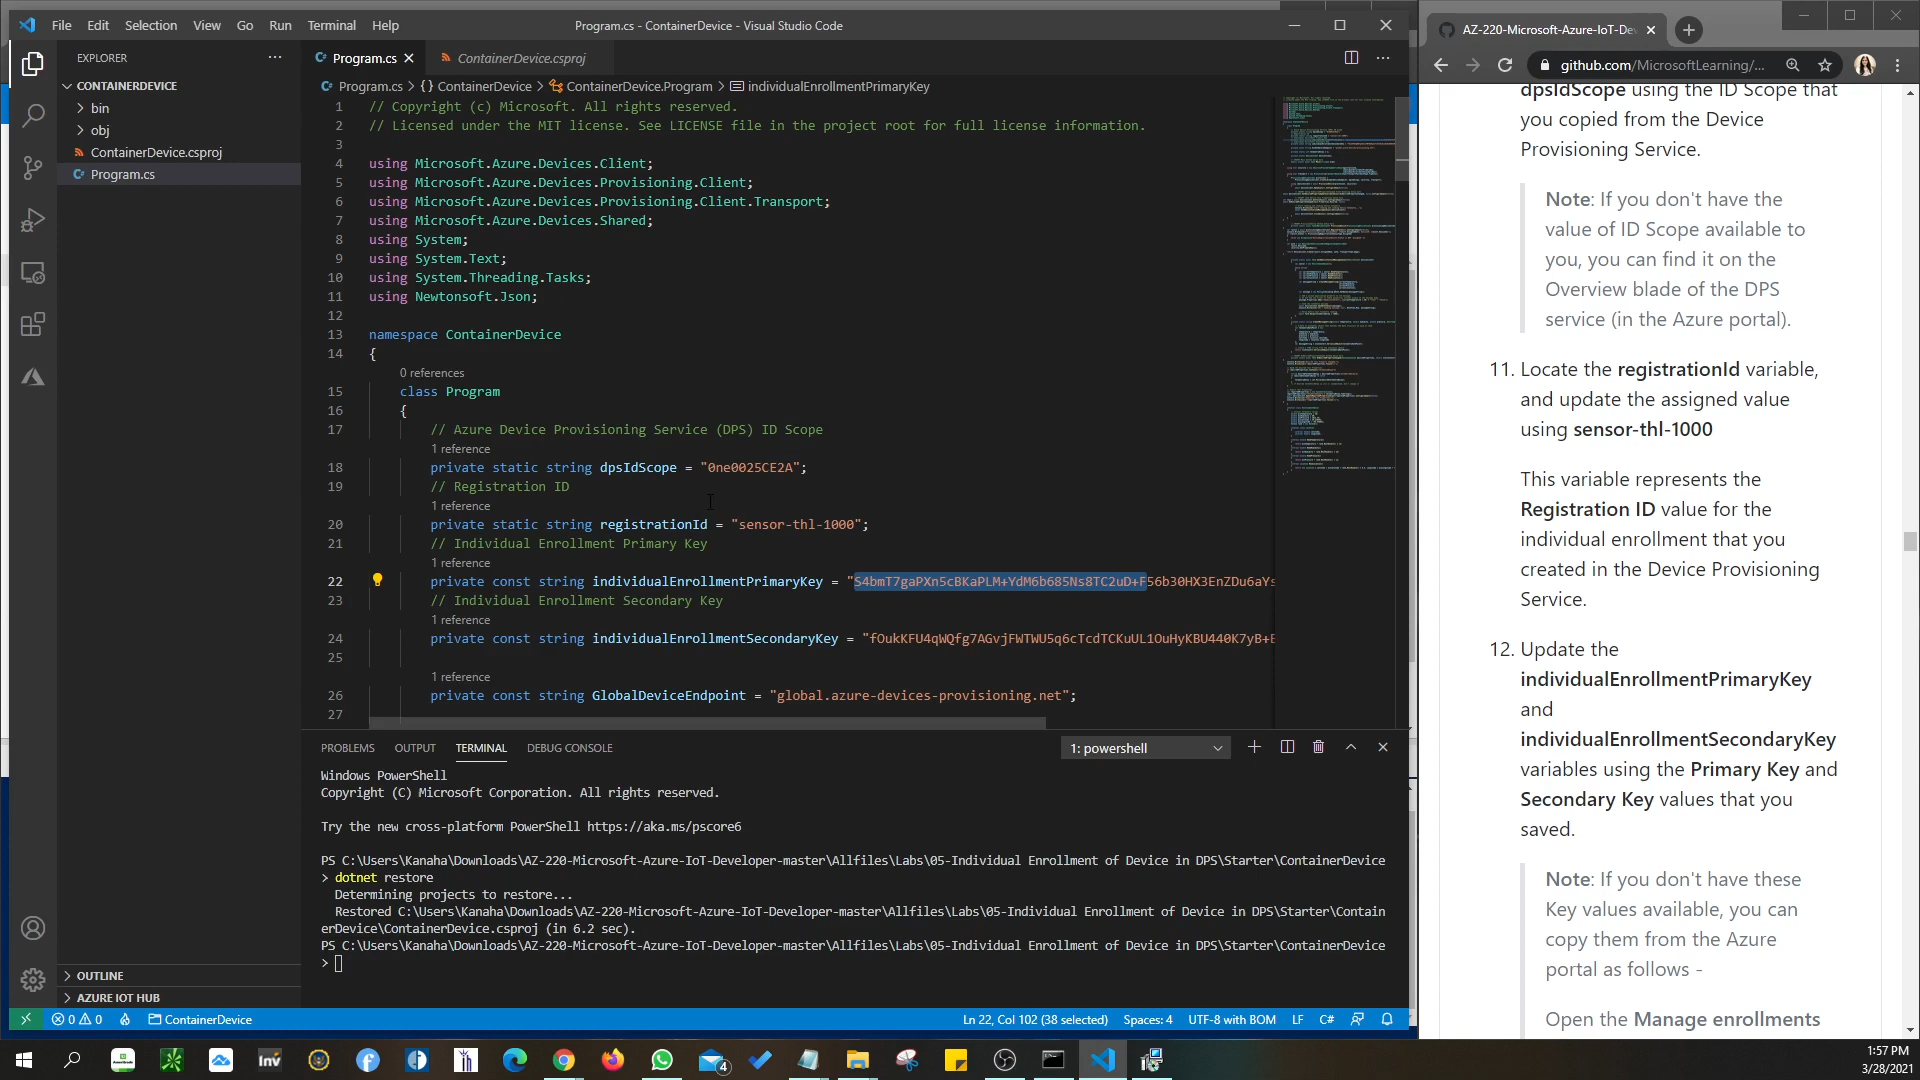 File Edit Selection View Go Run Terminal Help
Program.cs - ContainerDevice - Visual Studio Code
EXPLORER
CONTAINERDEVICE
bin
obj
ContainerDevice.csproj
Program.cs
OUTLINE
AZURE IOT HUB
Program.cs
ContainerDevice.csproj
Program.cs > {} ContainerDevice > ContainerDevice.Program > individualEnrollmentPrimaryKey
1 // Copyright (c) Microsoft. All rights reserved.
2 // Licensed under the MIT license. See LICENSE file in the project root for full license information.
3
4 using Microsoft.Azure.Devices.Client;
5 using Microsoft.Azure.Devices.Provisioning.Client;
6 using Microsoft.Azure.Devices.Provisioning.Client.Transport;
7 using Microsoft.Azure.Devices.Shared;
8 using System;
9 using System.Text;
10 using System.Threading.Tasks;
11 using Newtonsoft.Json;
12
13 namespace ContainerDevice
14 {
0 references
15 class Program
16 {
17 // Azure Device Provisioning Service (DPS) ID Scope
1 reference
18 private static string dpsIdScope = "0ne0025CE2A";
19 // Registration ID
1 reference
20 private static string registrationId = "sensor-thl-1000";
21 // Individual Enrollment Primary Key
1 reference
22 private const string individualEnrollmentPrimaryKey = "S4bmT7gaPXn5cBKaPLM+YdM6b685Ns8TC2uD+F56b30HX3EnZDu6aYs
23 // Individual Enrollment Secondary Key
1 reference
24 private const string individualEnrollmentSecondaryKey = "fOukKFU4qWQfg7AGvjFWTWU5q6cTcdTCKuUL1OuHyKBU440K7yB+E
25
1 reference
26 private const string GlobalDeviceEndpoint = "global.azure-devices-provisioning.net";
27
PROBLEMS OUTPUT TERMINAL DEBUG CONSOLE
1: powershell
Windows PowerShell
Copyright (C) Microsoft Corporation. All rights reserved.
Try the new cross-platform PowerShell https://aka.ms/pscore6
PS C:\Users\Kanaha\Downloads\AZ-220-Microsoft-Azure-IoT-Developer-master\Allfiles\Labs\05-Individual Enrollment of Device in DPS\Starter\ContainerDevice
> dotnet restore
Determining projects to restore...
Restored C:\Users\Kanaha\Downloads\AZ-220-Microsoft-Azure-IoT-Developer-master\Allfiles\Labs\05-Individual Enrollment of Device in DPS\Starter\Contain
erDevice\ContainerDevice.csproj (in 6.2 sec).
PS C:\Users\Kanaha\Downloads\AZ-220-Microsoft-Azure-IoT-Developer-master\Allfiles\Labs\05-Individual Enrollment of Device in DPS\Starter\ContainerDevice
>
0 0 ContainerDevice
Ln 22, Col 102 (38 selected) Spaces: 4 UTF-8 with BOM LF C#
AZ-220-Microsoft-Azure-IoT-De
github.com/MicrosoftLearning/...
dpsIdScope using the ID Scope that
you copied from the Device
Provisioning Service.
Note: If you don't have the
value of ID Scope available to
you, you can find it on the
Overview blade of the DPS
service (in the Azure portal).
11. Locate the registrationId variable,
and update the assigned value
using sensor-thl-1000
This variable represents the
Registration ID value for the
individual enrollment that you
created in the Device Provisioning
Service.
12. Update the
individualEnrollmentPrimaryKey
and
individualEnrollmentSecondaryKey
variables using the Primary Key and
Secondary Key values that you
saved.
Note: If you don't have these
Key values available, you can
copy them from the Azure
portal as follows -
Open the Manage enrollments
inv
4
1:57 PM
3/28/2021